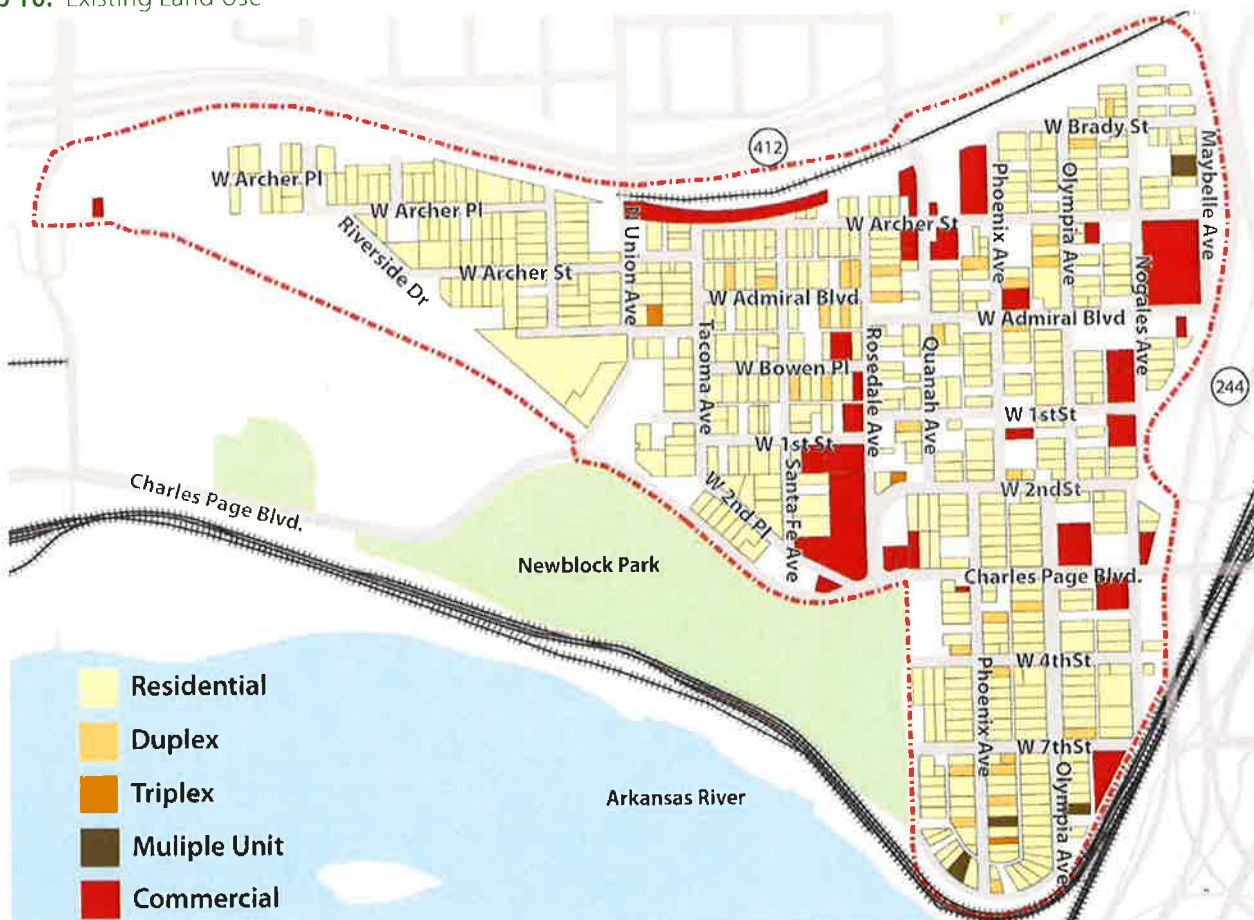 10. Existing Land Use
412
W Brady St
Maybelle Ave
W Archer Pl
W Archer Pl
Riverside Dr
W Archer St
N Union Ave
W Archer St
Phoenix Ave
Olympia Ave
Nogales Ave
W Admiral Blvd
W Admiral Blvd
Tacoma Ave
Rosedale Ave
Quanah Ave
W Bowen Pl
244
W 1st St
W 1st St
W 2nd Pl
Santa Fe Ave
W 2nd St
Charles Page Blvd.
Newblock Park
Charles Page Blvd.
W 4th St
Phoenix Ave
W 7th St
Olympia Ave
Arkansas River
Residential
Duplex
Triplex
Muliple Unit
Commercial